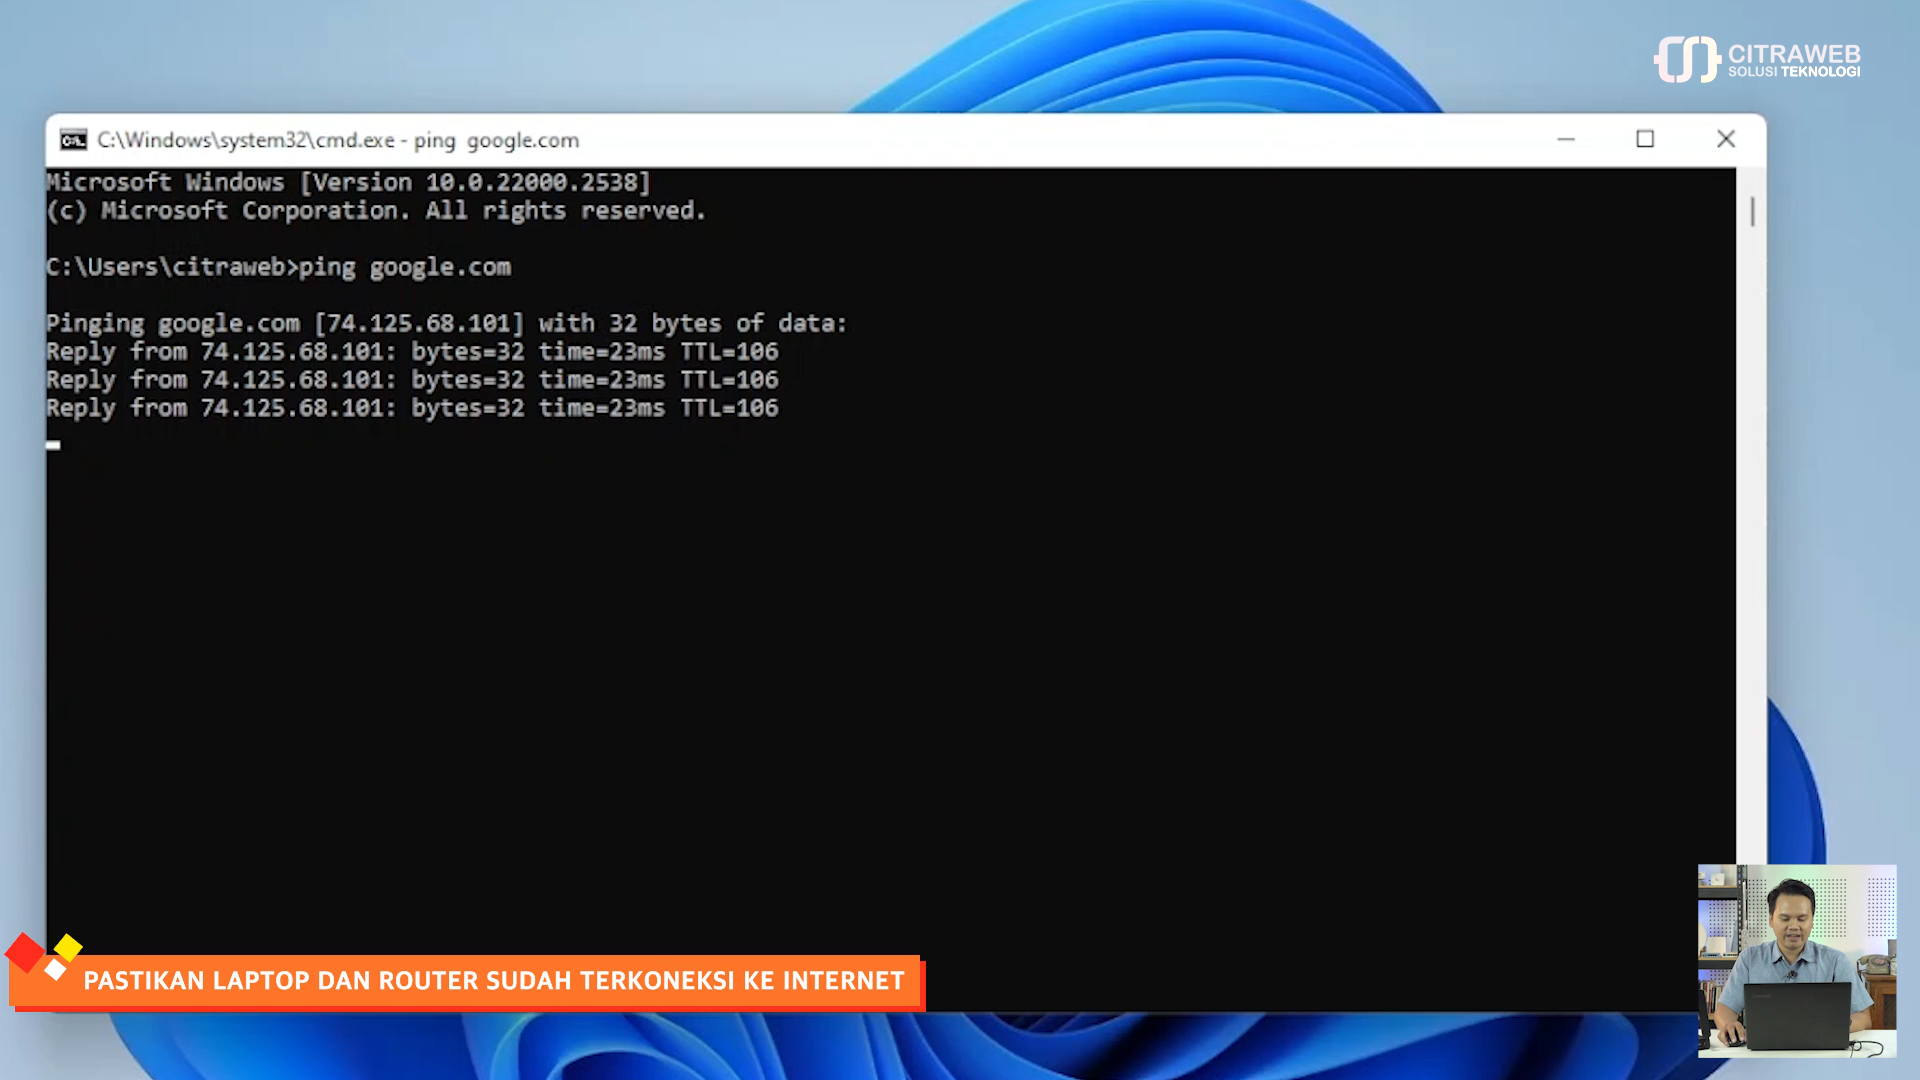 CITRAWEB
SOLUSI TEKNOLOGI
C:\Windows\system32\cmd.exe - ping  google.com
Microsoft Windows [Version 10.0.22000.2538]
(c) Microsoft Corporation. All rights reserved.
C:\Users\citraweb>ping google.com
Pinging google.com [74.125.68.101] with 32 bytes of data:
Reply from 74.125.68.101: bytes=32 time=23ms TTL=106
Reply from 74.125.68.101: bytes=32 time=23ms TTL=106
Reply from 74.125.68.101: bytes=32 time=23ms TTL=106
PASTIKAN LAPTOP DAN ROUTER SUDAH TERKONEKSI KE INTERNET